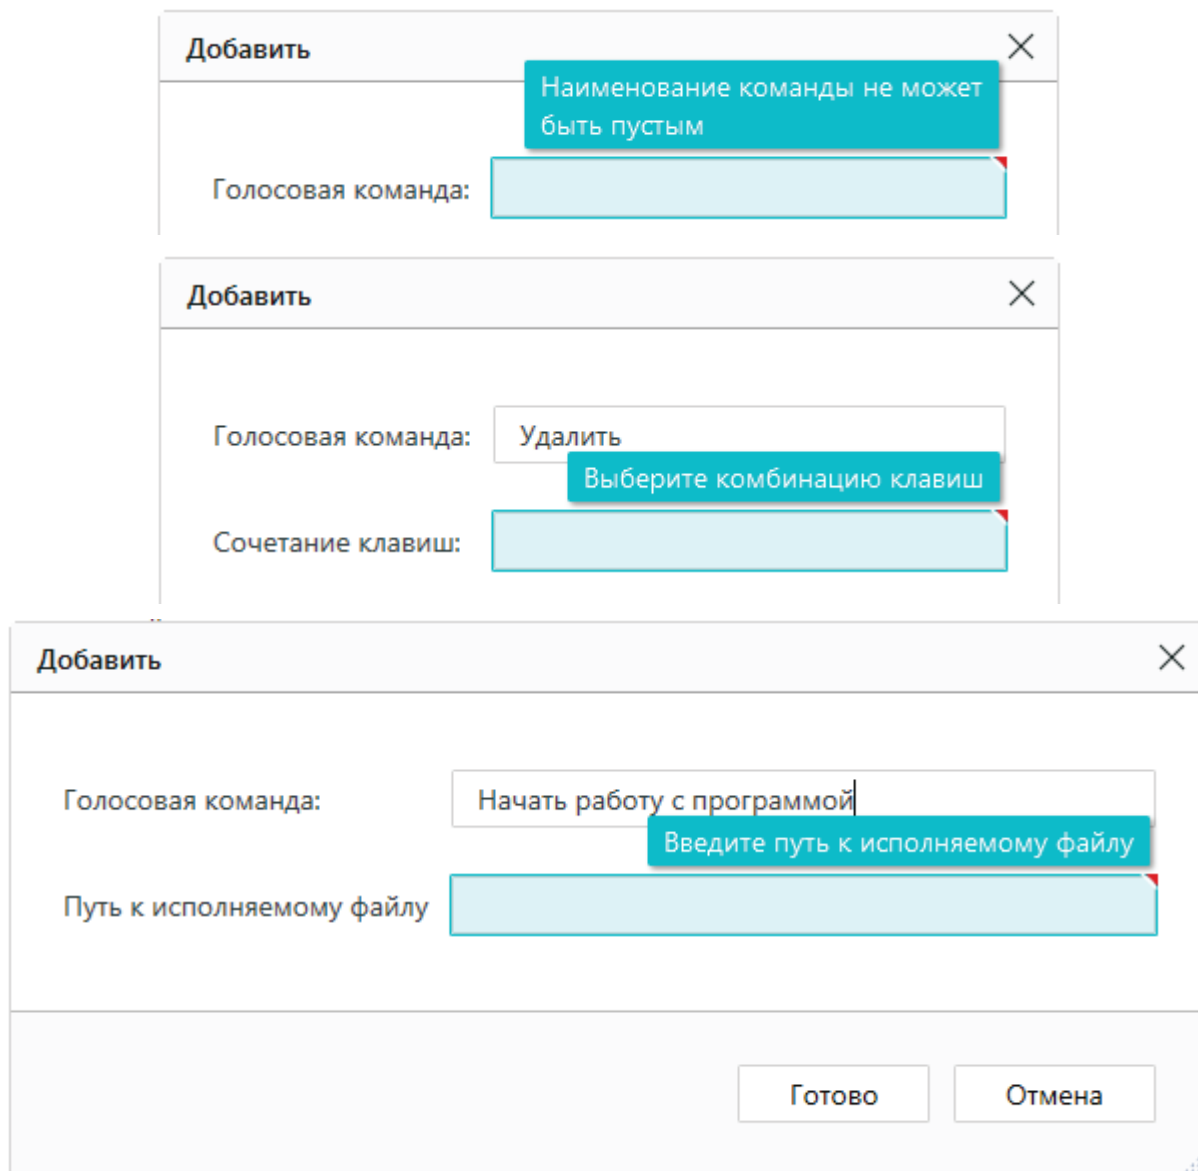 Добавить
Наименование команды не может
быть пустым
Голосовая команда:
Добавить
Голосовая команда: Удалить
Выберите комбинацию клавиш
Сочетание клавиш:
Добавить
Голосовая команда: Начать работу с программой
Введите путь к исполняемому файлу
Путь к исполняемому файлу
Готово Отмена